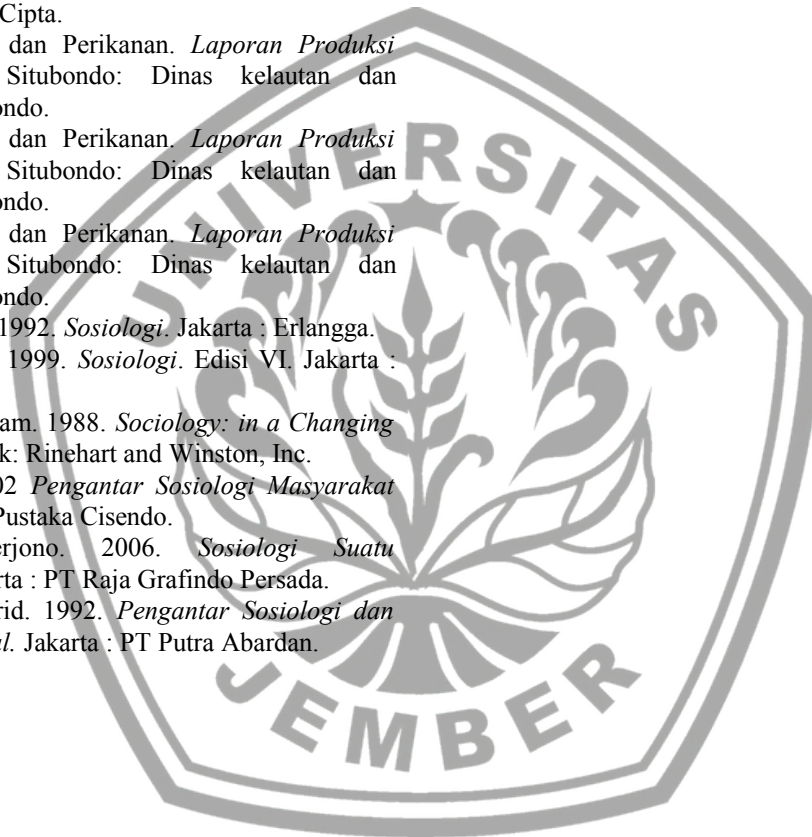 Cipta.
dan Perikanan. Laporan Produksi
Situbondo: Dinas kelautan dan
ondo.
dan Perikanan. Laporan Produksi
Situbondo: Dinas kelautan dan
ondo.
dan Perikanan. Laporan Produksi
Situbondo: Dinas kelautan dan
ondo.
1992. Sosiologi. Jakarta : Erlangga.
1999. Sosiologi. Edisi VI. Jakarta :
am. 1988. Sociology: in a Changing
k: Rinehart and Winston, Inc.
02 Pengantar Sosiologi Masyarakat
Pustaka Cisendo.
erjono. 2006. Sosiologi Suatu
rta : PT Raja Grafindo Persada.
rid. 1992. Pengantar Sosiologi dan
al. Jakarta : PT Putra Abardan.
UNIVERSITAS
JEMBER